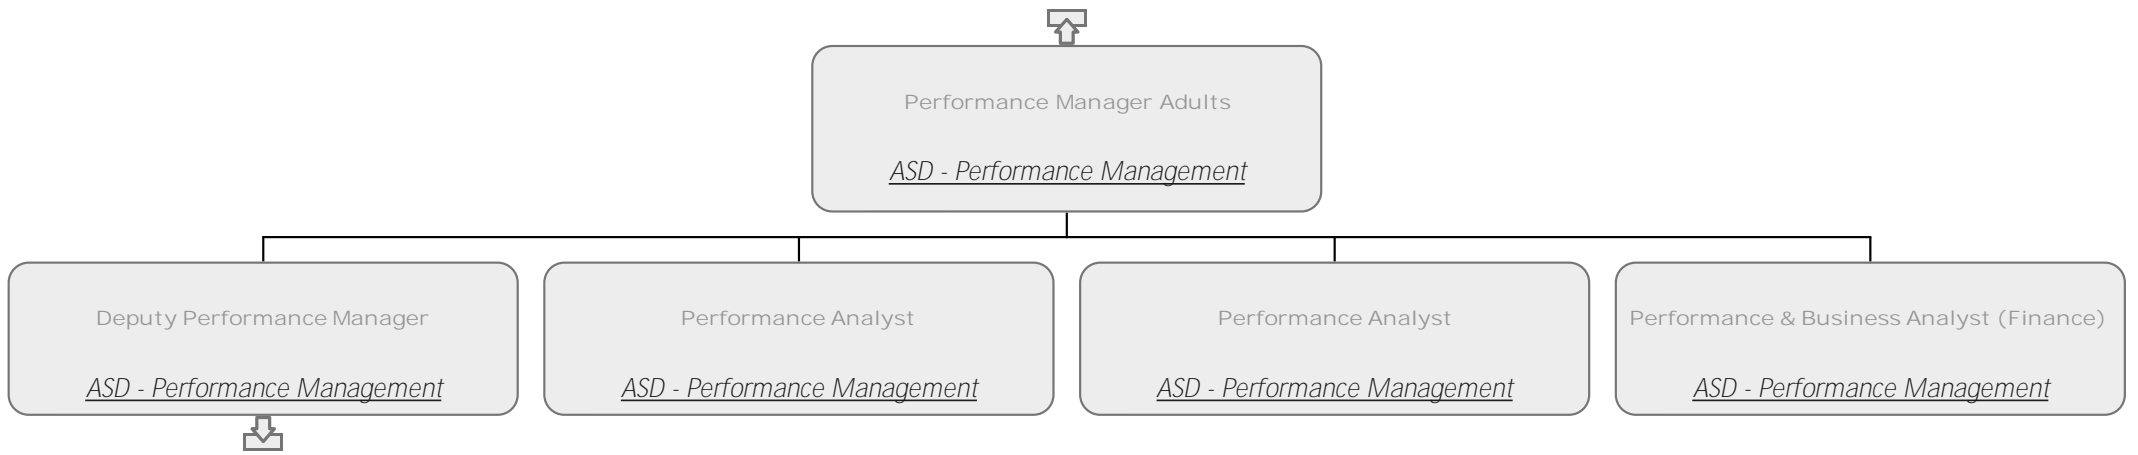 Performance Manager Adults
ASD - Performance Management
Deputy Performance Manager
ASD - Performance Management
Performance Analyst
ASD - Performance Management
Performance Analyst
ASD - Performance Management
Performance & Business Analyst (Finance)
ASD - Performance Management